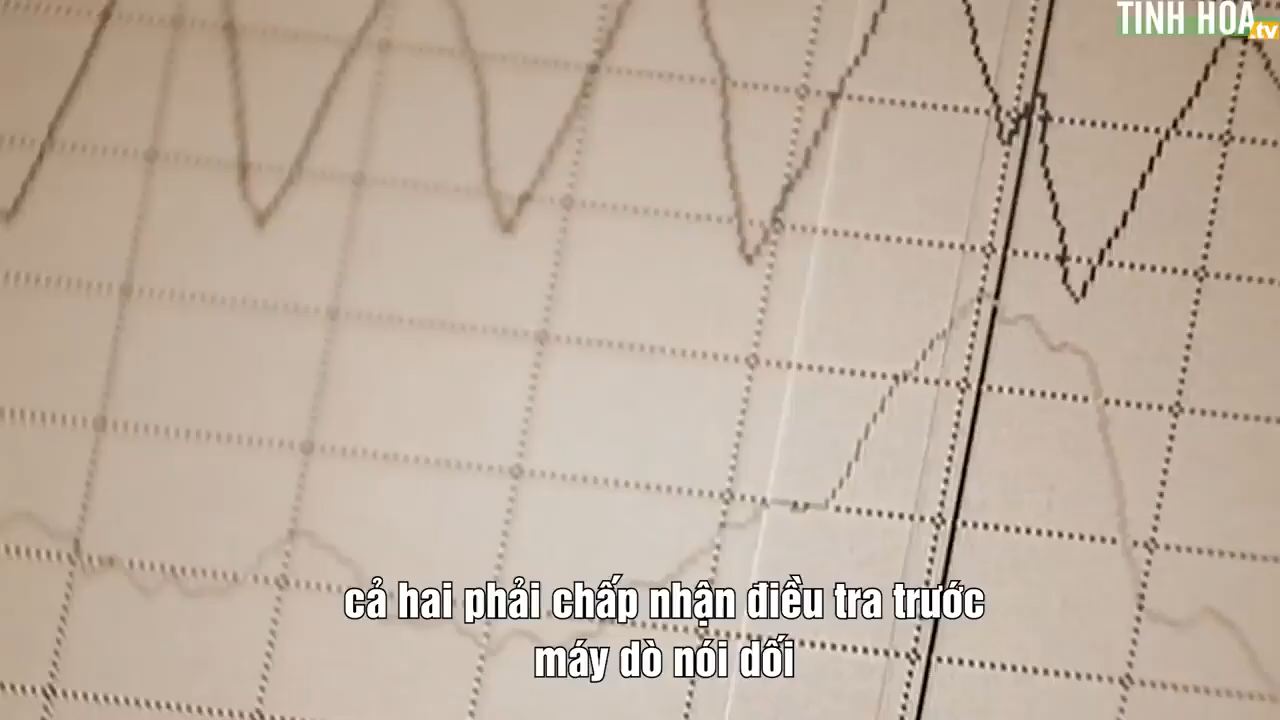 TINH HOA
.tv
cả hai phải chấp nhận điều tra trước
máy dò nói dối